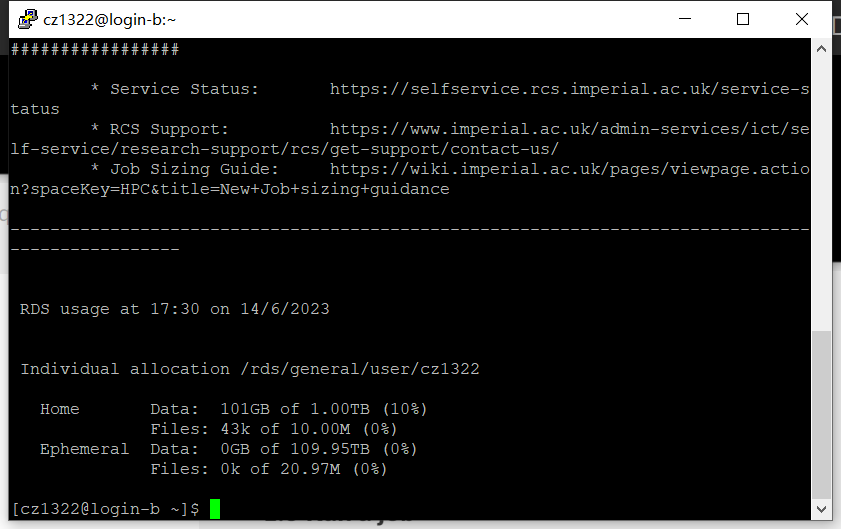 cz1322@login-b:~
#################
* Service Status: https://selfservice.rcs.imperial.ac.uk/service-s
tatus
* RCS Support: https://www.imperial.ac.uk/admin-services/ict/se
lf-service/research-support/rcs/get-support/contact-us/
* Job Sizing Guide: https://wiki.imperial.ac.uk/pages/viewpage.actio
n?spaceKey=HPC&title=New+Job+sizing+guidance
--------------------------------------------------------------------------------
-----------------
RDS usage at 17:30 on 14/6/2023
Individual allocation /rds/general/user/cz1322
Home Data: 101GB of 1.00TB (10%)
Files: 43k of 10.00M (0%)
Ephemeral Data: 0GB of 109.95TB (0%)
Files: 0k of 20.97M (0%)
[cz1322@login-b ~]$